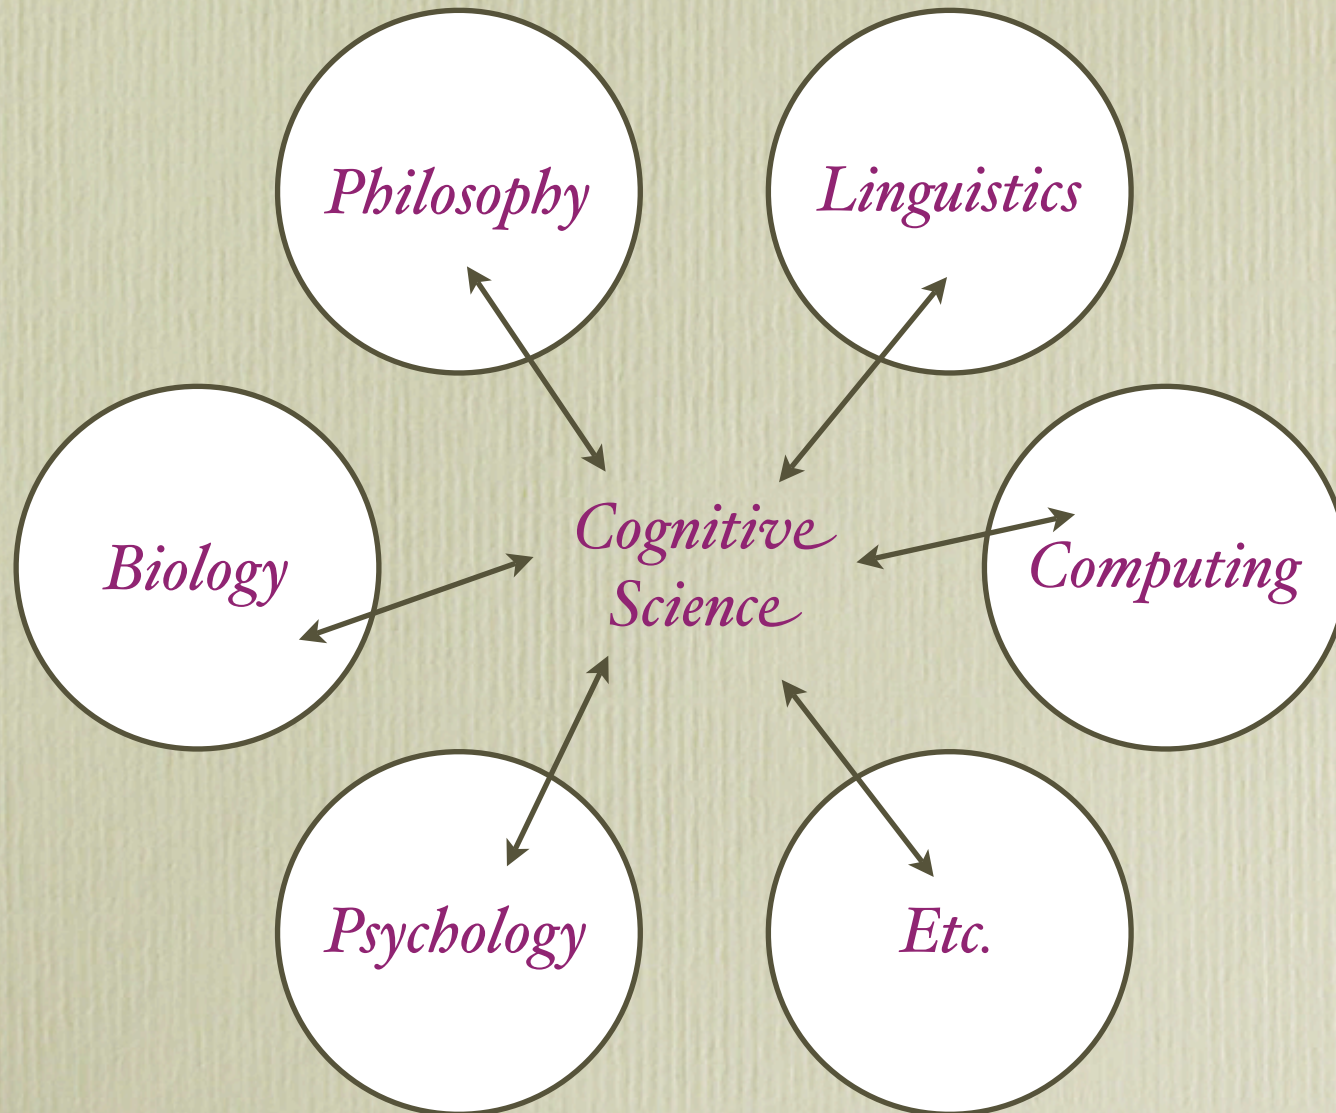 Philosophy
Linguistics
Cognitive
Science
Biology
Computing
Psychology
Etc.